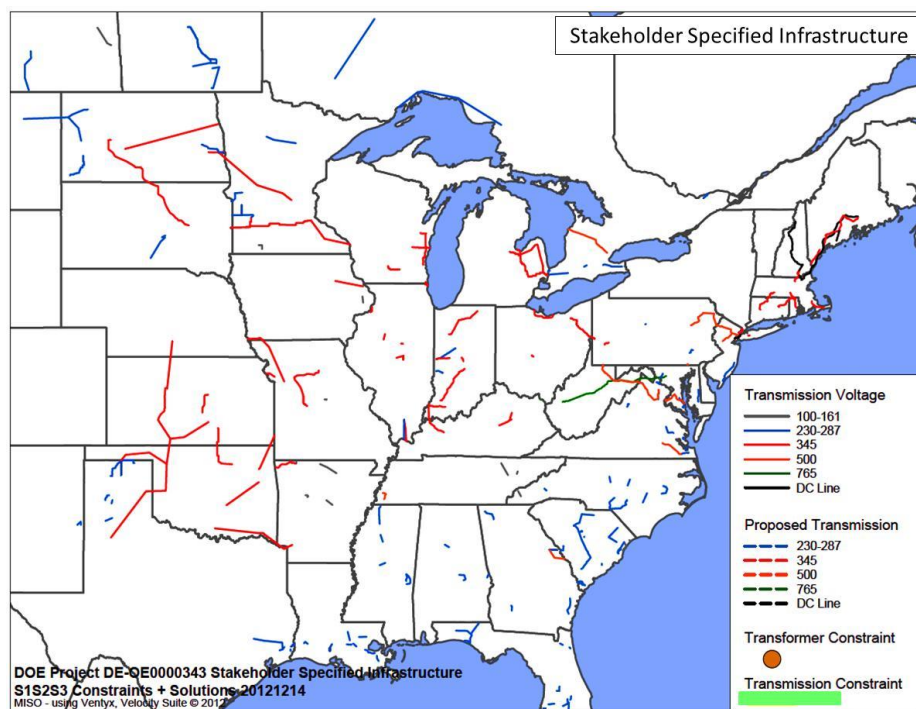 Stakeholder Specified Infrastructure
Transmission Voltage
100-161
230-287
345
500
765
DC Line
Proposed Transmission
230-287
345
500
765
DC Line
Transformer Constraint
Transmission Constraint
DOE Project DE-OE0000343 Stakeholder Specified Infrastructure
S1S2S3 Constraints + Solutions 20121214
MISO - using Ventyx, Velocity Suite © 2012